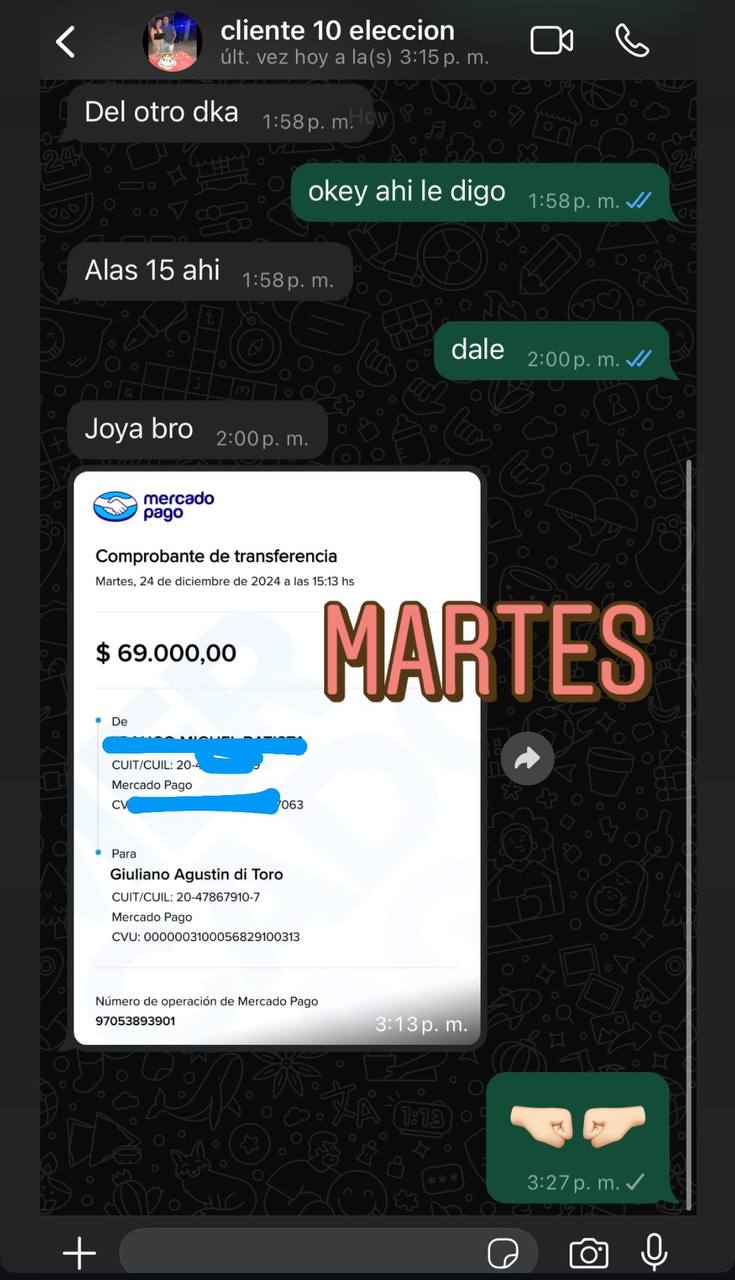 cliente 10 eleccion
últ. vez hoy a la(s) 3:15 p. m.
Del otro dka 1:58 p. m.
Hoy
okey ahi le digo 1:58 p. m.
Alas 15 ahi 1:58 p. m.
dale 2:00 p. m.
Joya bro 2:00 p. m.
mercado
pago
Comprobante de transferencia
Martes, 24 de diciembre de 2024 a las 15:13 hs
$ 69.000,00
MARTES
De
CUIT/CUIL: 20-
Mercado Pago
CV 7063
Para
Giuliano Agustin di Toro
CUIT/CUIL: 20-47867910-7
Mercado Pago
CVU: 0000003100056829100313
Número de operación de Mercado Pago
97053893901
3:13 p. m.
3:27 p. m.